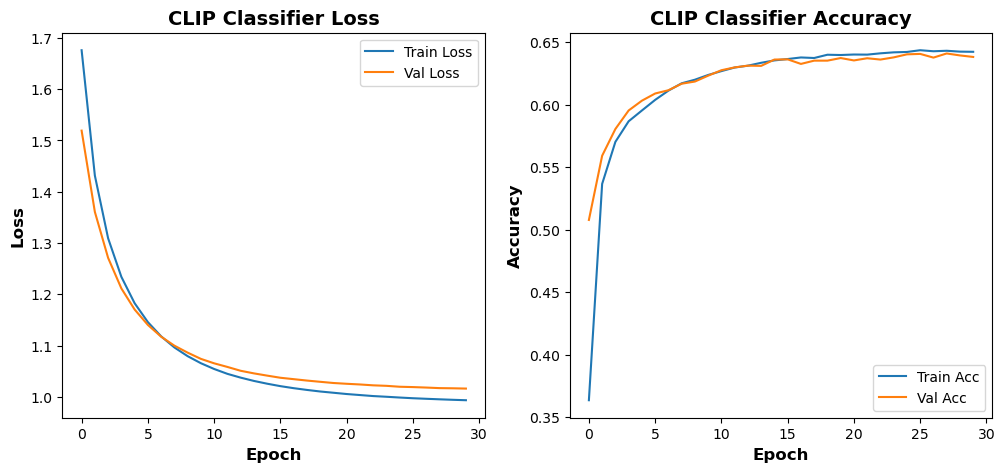 CLIP Classifier Loss
1.7
1.6
1.5
1.4
1.3
1.2
1.1
1.0
Loss
0
5
10
15
20
25
30
Epoch
Train Loss
Val Loss
CLIP Classifier Accuracy
0.65
0.60
0.55
0.50
0.45
0.40
0.35
Accuracy
0
5
10
15
20
25
30
Epoch
Train Acc
Val Acc